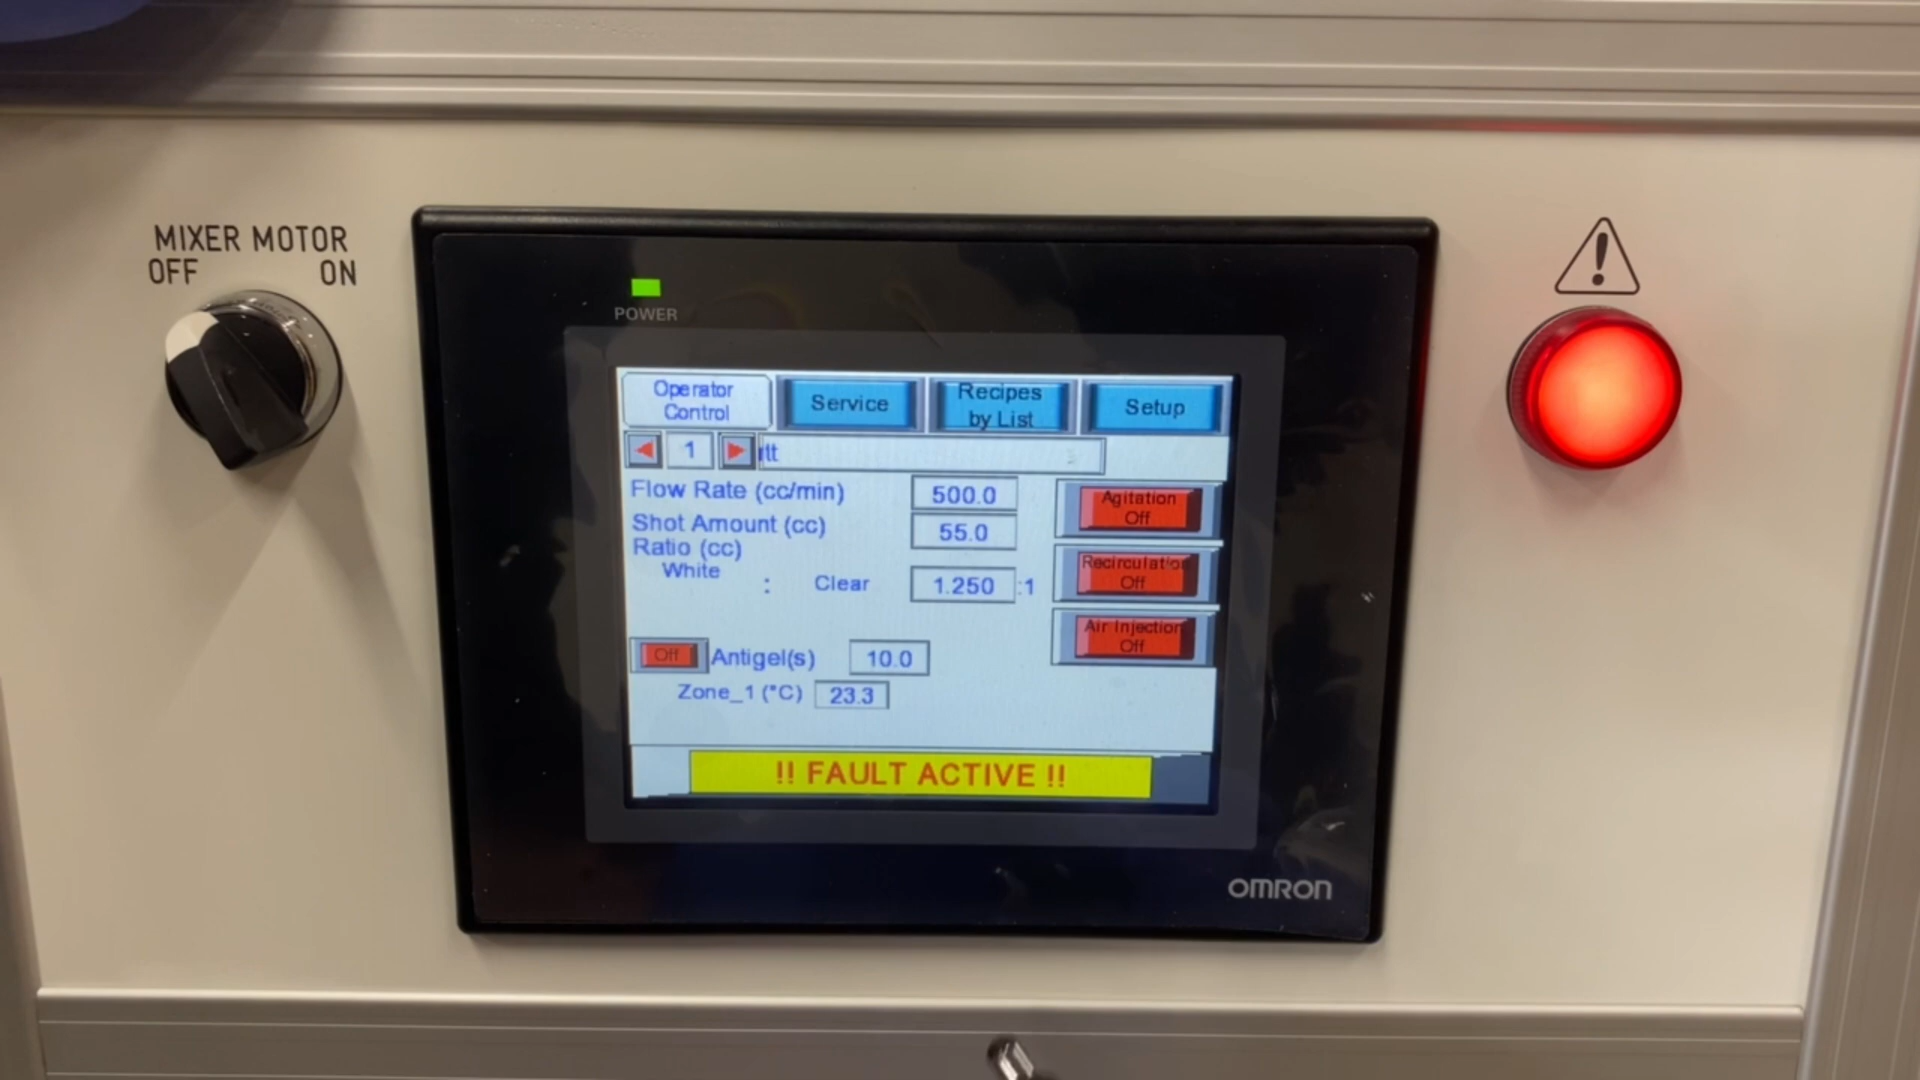 MIXER MOTOR
OFF ON
POWER
Operator
Control
Service
Recipes
by List
Setup
1
Flow Rate (cc/min) 500.0
Shot Amount (cc) 55.0
Ratio (cc)
White : Clear 1.250 :1
Agitation
Off
Recirculation
Off
Air Injection
Off
Off Antigel(s) 10.0
Zone_1 (°C) 23.3
!! FAULT ACTIVE !!
OMRON